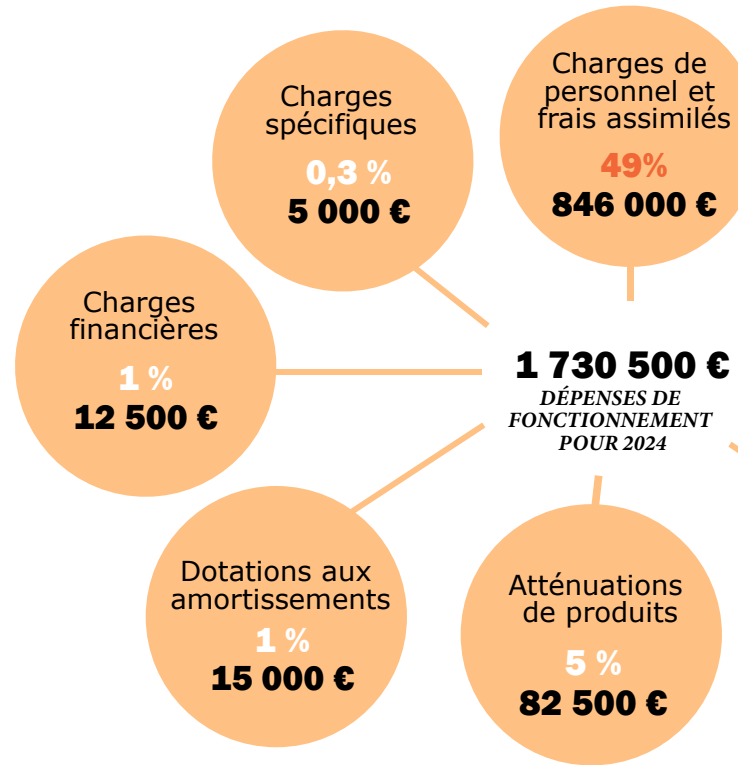 Charges
spécifiques
0,3 %
5 000 €
Charges de
personnel et
frais assimilés
49%
846 000 €
Charges
financières
1 %
12 500 €
1 730 500 €
DÉPENSES DE
FONCTIONNEMENT
POUR 2024
Dotations aux
amortissements
1 %
15 000 €
Atténuations
de produits
5 %
82 500 €